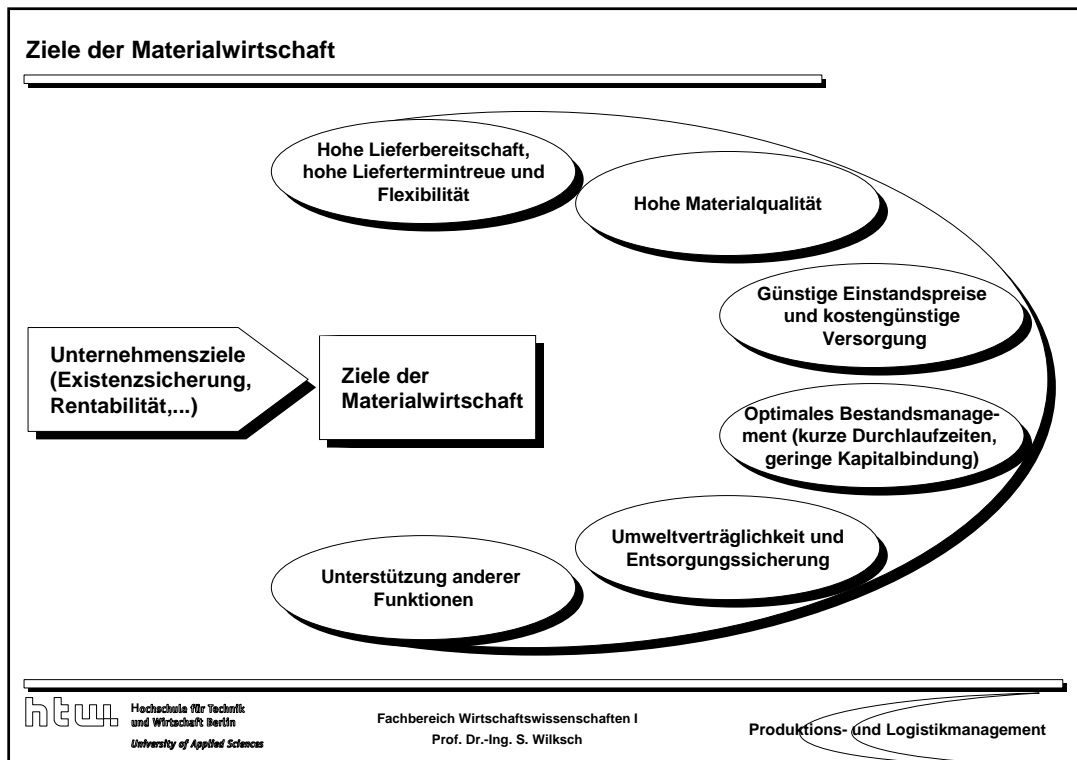 Ziele der Materialwirtschaft
Hohe Lieferbereitschaft,
hohe Liefertermintreue und
Flexibilität
Hohe Materialqualität
Günstige Einstandspreise
und kostengünstige
Versorgung
Unternehmensziele
(Existenzsicherung,
Rentabilität,...)
Ziele der
Materialwirtschaft
Optimales Bestandsmanage-
ment (kurze Durchlaufzeiten,
geringe Kapitalbindung)
Umweltverträglichkeit und
Entsorgungssicherung
Unterstützung anderer
Funktionen
htw
Hochschule für Technik
und Wirtschaft Berlin
University of Applied Sciences
Fachbereich Wirtschaftswissenschaften I
Prof. Dr.-Ing. S. Wilksch
Produktions- und Logistikmanagement